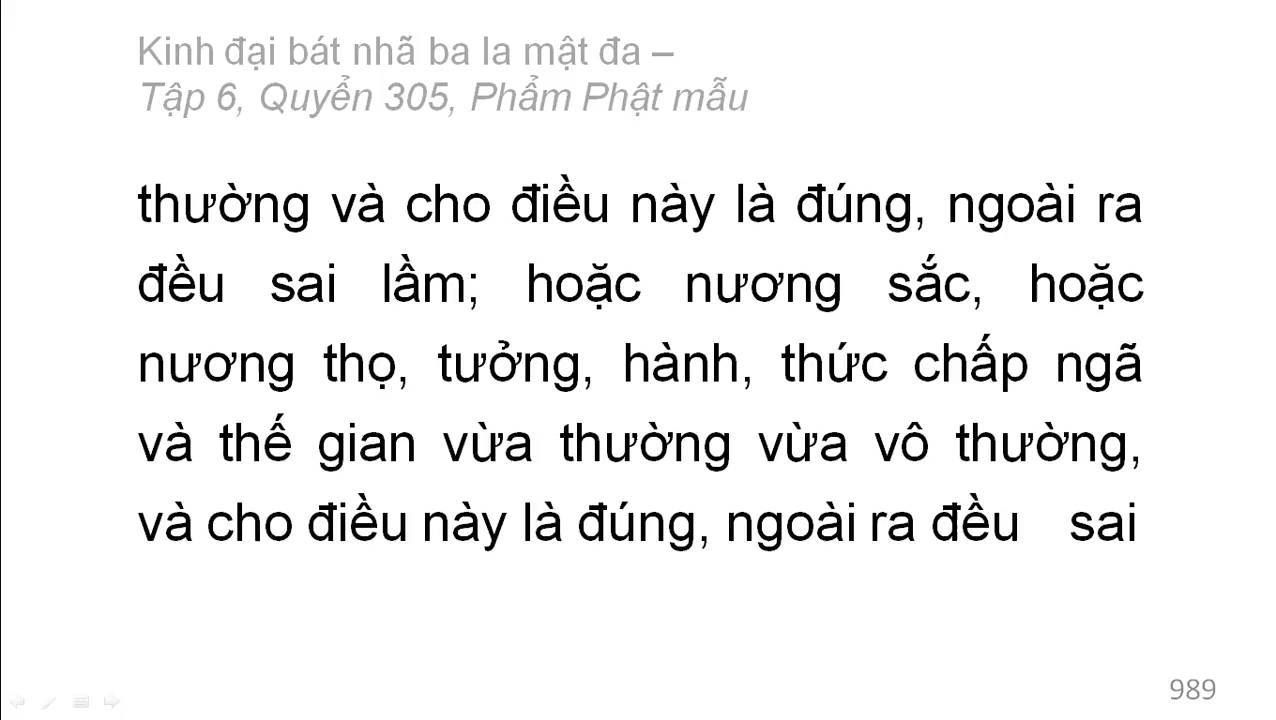 Kinh đại bát nhã ba la mật đa –
Tập 6, Quyển 305, Phẩm Phật mẫu
thường và cho điều này là đúng, ngoài ra
đều sai lầm; hoặc nương sắc, hoặc
nương thọ, tưởng, hành, thức chấp ngã
và thế gian vừa thường vừa vô thường,
và cho điều này là đúng, ngoài ra đều sai
989